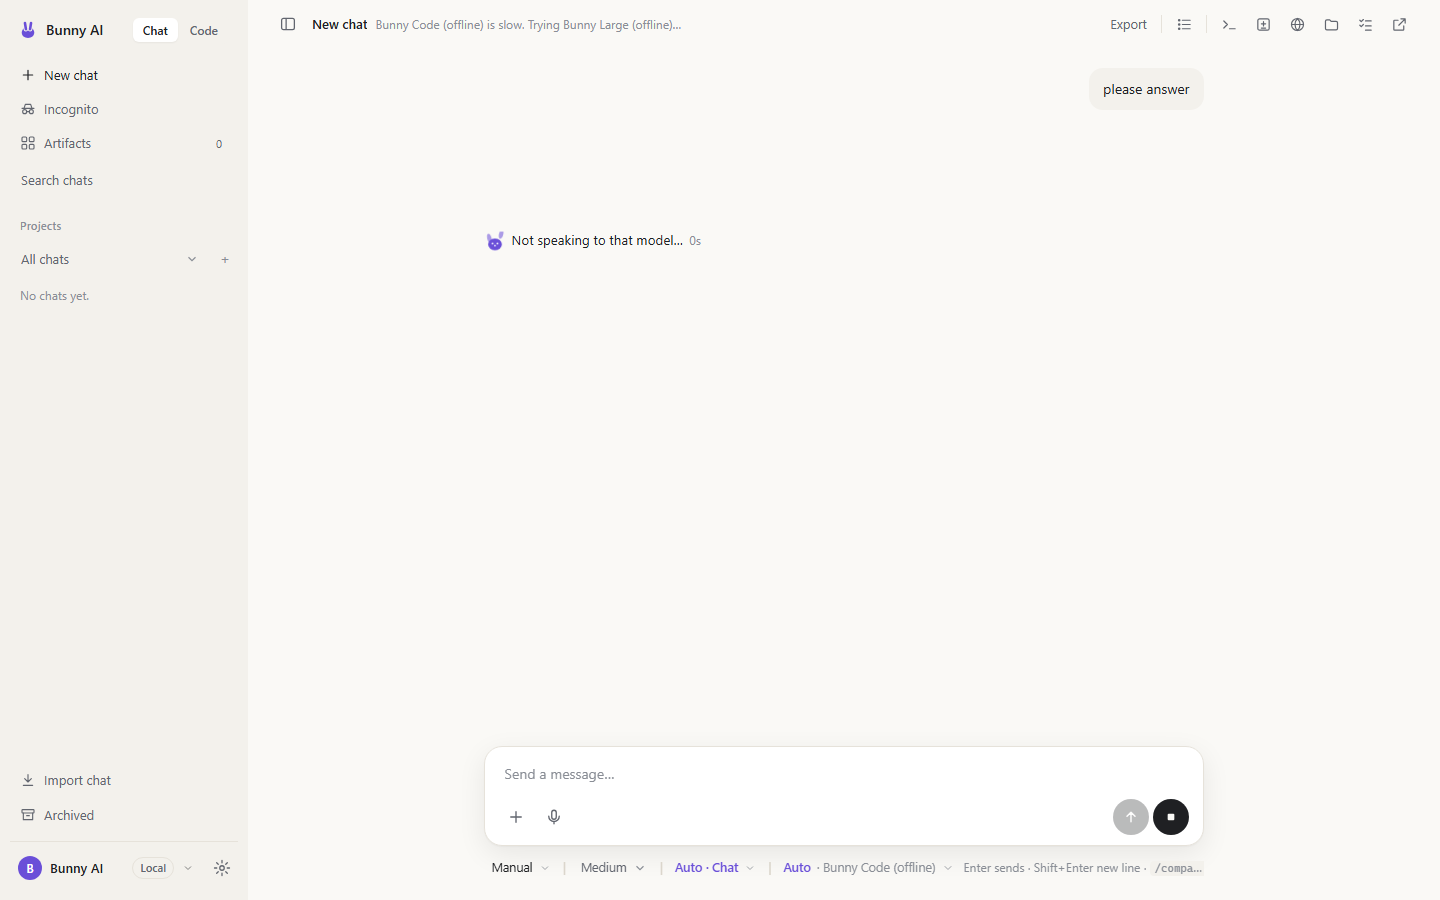 Bunny AI
Chat
Code
New chat
Incognito
Artifacts
0
Search chats
Projects
All chats
+
No chats yet.
Import chat
Archived
B
Bunny AI
Local
New chat
Bunny Code (offline) is slow. Trying Bunny Large (offline)...
Export
please answer
Not speaking to that model... 0s
Send a message...
Manual
Medium
Auto · Chat
Auto · Bunny Code (offline)
Enter sends · Shift+Enter new line · /compa...